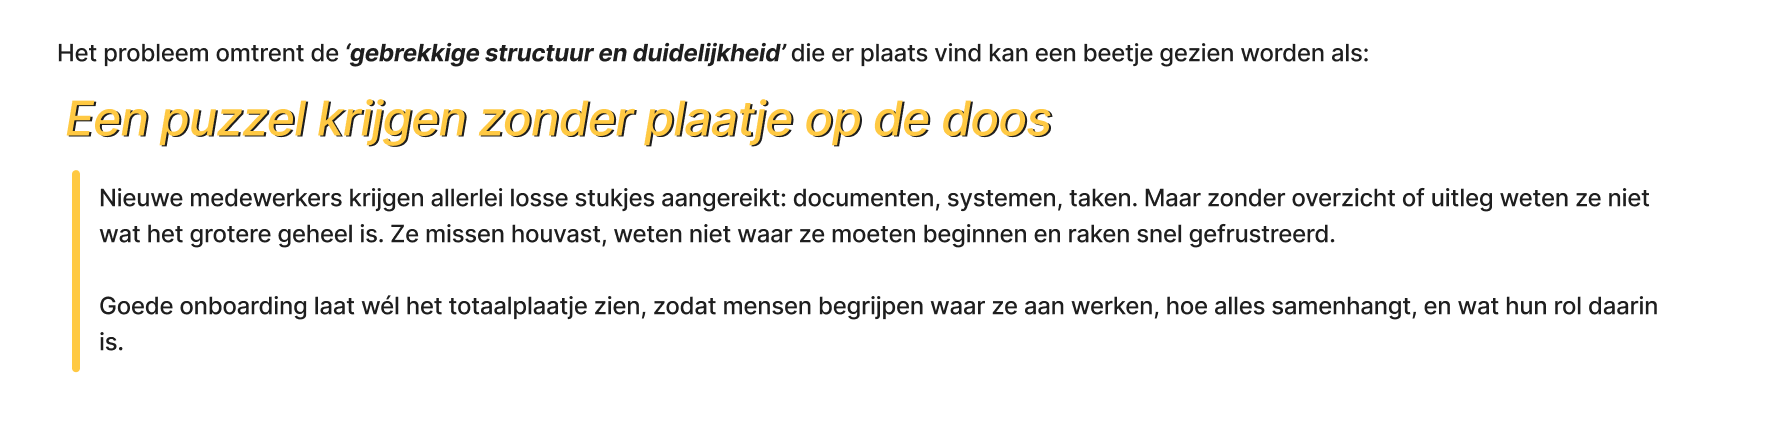 Het probleem omtrent de ‘gebrekkige structuur en duidelijkheid’ die er plaats vind kan een beetje gezien worden als:
Een puzzel krijgen zonder plaatje op de doos
Nieuwe medewerkers krijgen allerlei losse stukjes aangereikt: documenten, systemen, taken. Maar zonder overzicht of uitleg weten ze niet
wat het grotere geheel is. Ze missen houvast, weten niet waar ze moeten beginnen en raken snel gefrustreerd.
Goede onboarding laat wél het totaalplaatje zien, zodat mensen begrijpen waar ze aan werken, hoe alles samenhangt, en wat hun rol daarin
is.